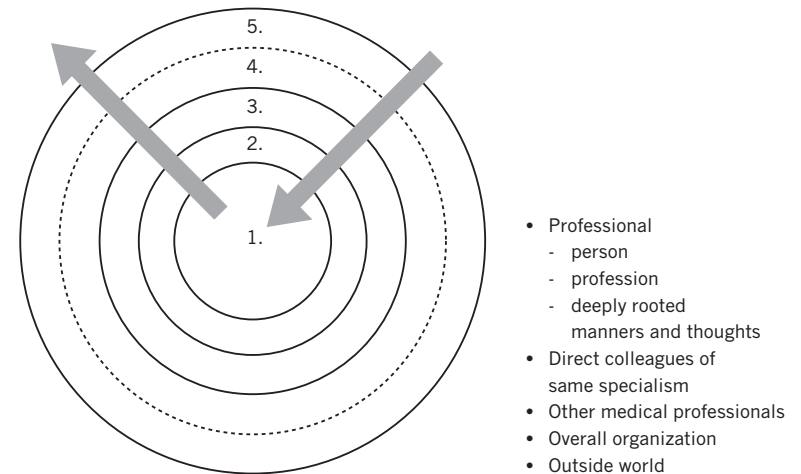 5.
4.
3.
2.
1.
• Professional
- person
- profession
- deeply rooted
manners and thoughts
• Direct colleagues of
same specialism
• Other medical professionals
• Overall organization
• Outside world